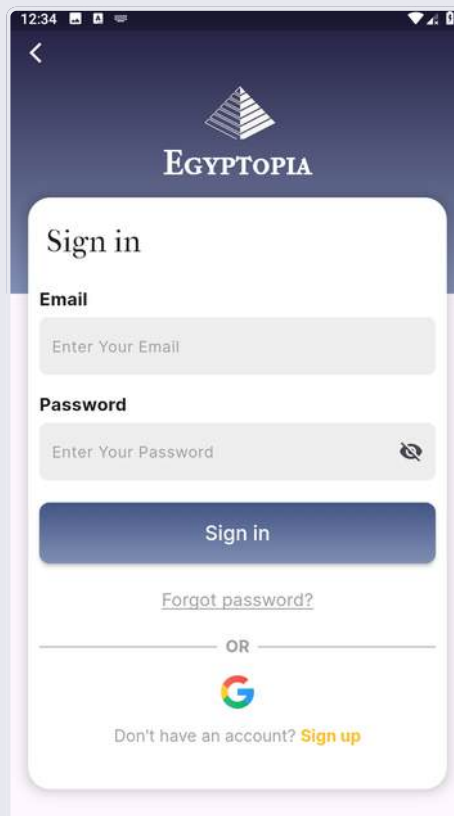 12:34
EGYPTOPIA
Sign in
Email
Enter Your Email
Password
Enter Your Password
Sign in
Forgot password?
OR
Don't have an account? Sign up